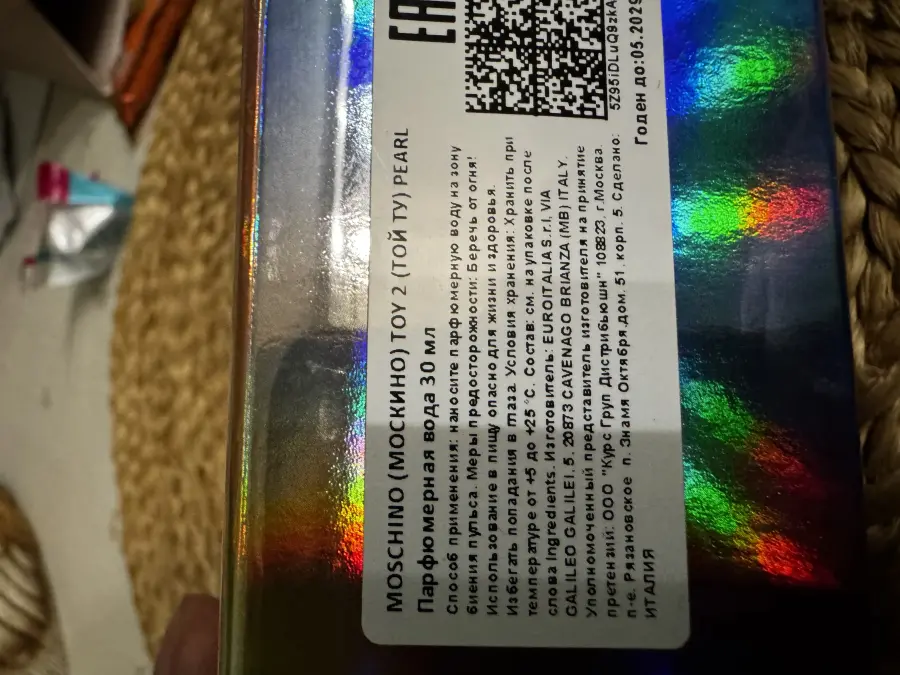 EAC
5Z95iDLuQ9zkA
Годен до:05.2029
MOSCHINO (МОСКИНО) TOY 2 (ТОЙ ТУ) PEARL
Парфюмерная вода 30 мл
Способ применения: наносите парфюмерную воду на зону
биения пульса. Меры предосторожности: Беречь от огня!
Использование в пищу опасно для жизни и здоровья.
Избегать попадания в глаза. Условия хранения: Хранить при
температуре от +5 до +25 °C. Состав: см. на упаковке после
слова Ingredients. Изготовитель: EUROITALIA S.r.l, VIA
GALILEO GALILEI, 5, 20873 CAVENAGO BRIANZA (MB) ITALY.
Уполномоченный представитель изготовителя на принятие
претензий: ООО "Курс Груп Дистрибьюшн" 108823, г.Москва,
п-е. Рязановское п. Знамя Октября,дом. 51 .корп. 5. Сделано:
ИТАЛИЯ